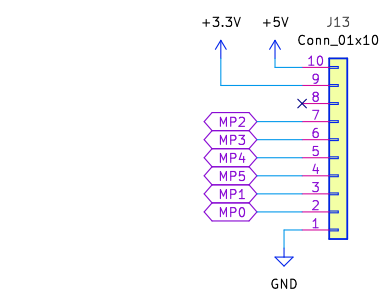 +3.3V +5V J13
Conn_01x10
10
9
8
MP2 7
MP3 6
MP4 5
MP5 4
MP1 3
MP0 2
1
GND